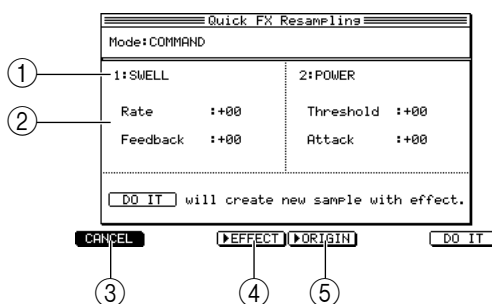 Quick FX Resampling
Mode:COMMAND
① 1:SWELL 2:POWER
② Rate :+00 Threshold :+00
Feedback :+00 Attack :+00
DO IT will create new sample with effect.
CANCEL ▶EFFECT ▶ORIGIN DO IT
③ ④ ⑤